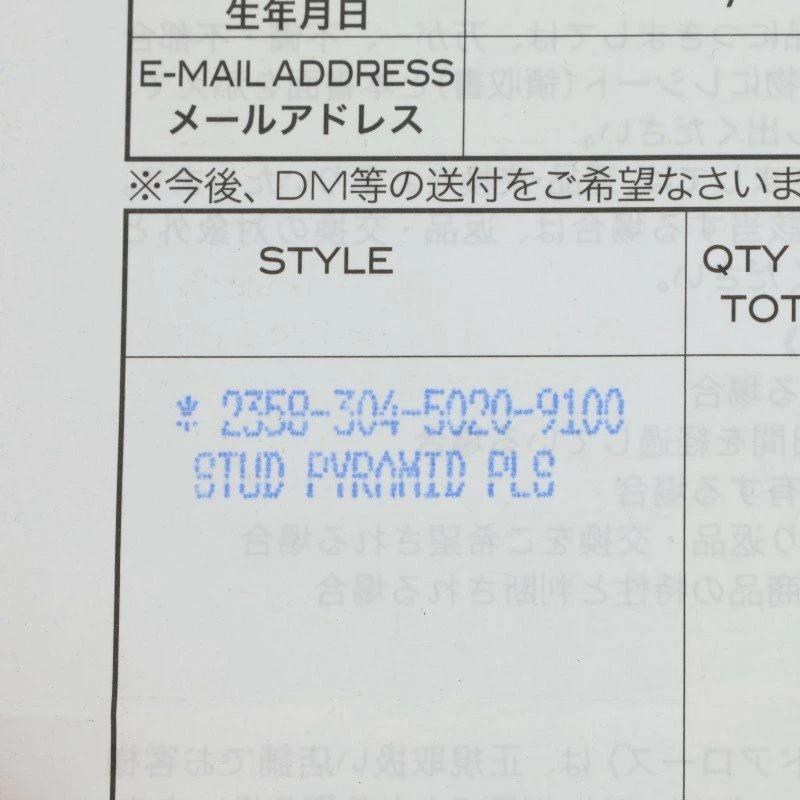 生年月日
E-MAIL ADDRESS
メールアドレス
※今後、DM等の送付をご希望なさいま
STYLE
QTY
TOT
* 2358-304-5020-9100
STUD PYRAMID PLS